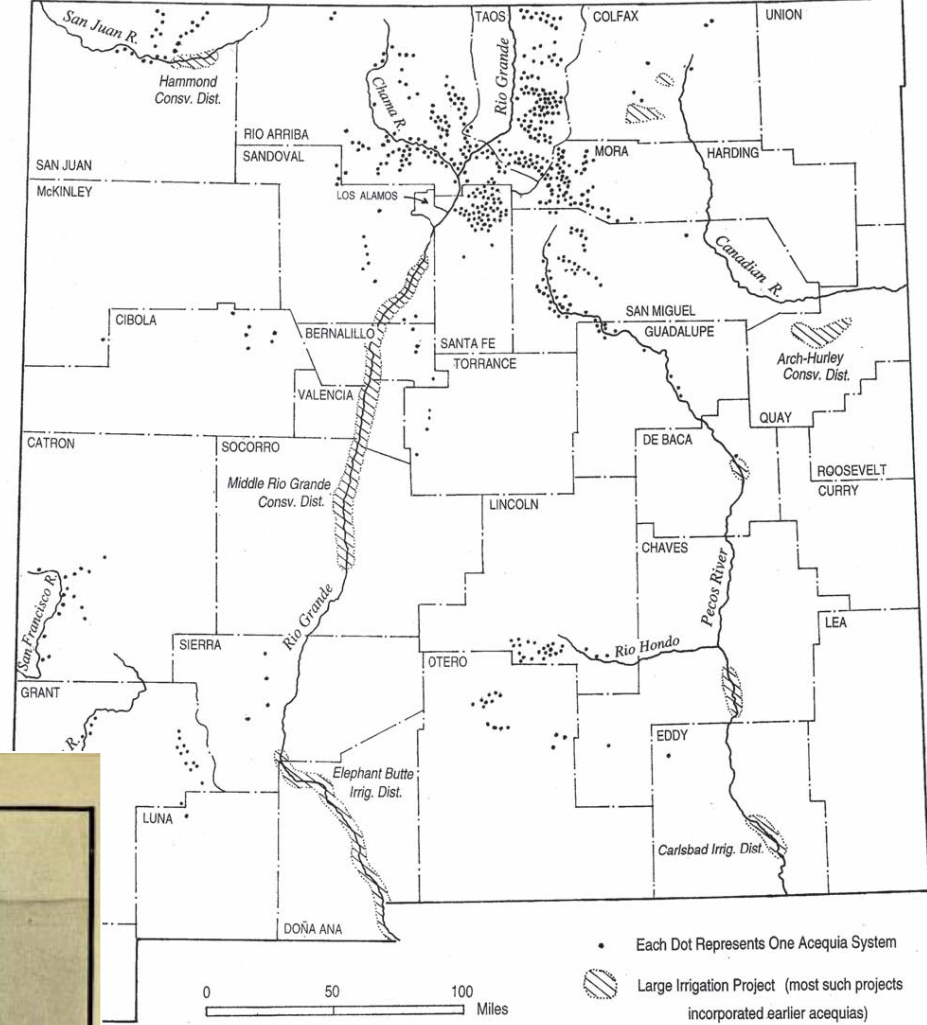 San Juan R.
Hammond
Consv. Dist.
TAOS
COLFAX
UNION
Rio Grande
Chama R.
RIO ARRIBA
SANDOVAL
SAN JUAN
McKINLEY
LOS ALAMOS
MORA
HARDING
Canadian R.
CIBOLA
BERNALILLO
SANTA FE
TORRANCE
SAN MIGUEL
GUADALUPE
Arch-Hurley
Consv. Dist.
VALENCIA
QUAY
CATRON
SOCORRO
DE BACA
ROOSEVELT
CURRY
Middle Rio Grande
Consv. Dist.
LINCOLN
CHAVES
Pecos River
San Francisco R.
Rio Grande
LEA
SIERRA
OTERO
Rio Hondo
GRANT
R.
EDDY
Elephant Butte
Irrig. Dist.
LUNA
Carlsbad Irrig. Dist.
DOÑA ANA
Each Dot Represents One Acequia System
Large Irrigation Project (most such projects
incorporated earlier acequias)
0 50 100
Miles